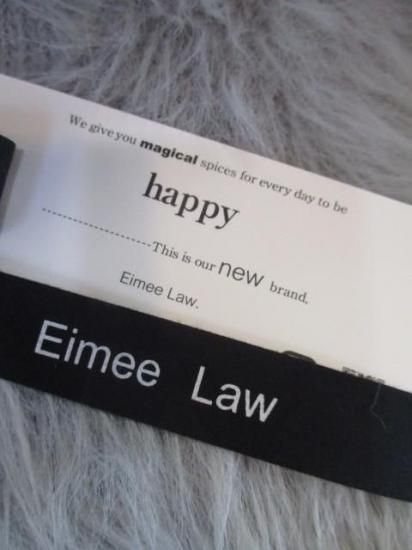 We give you magical spices for every day to be
happy
--------------------This is our new brand.
Eimee Law.
Eimee Law